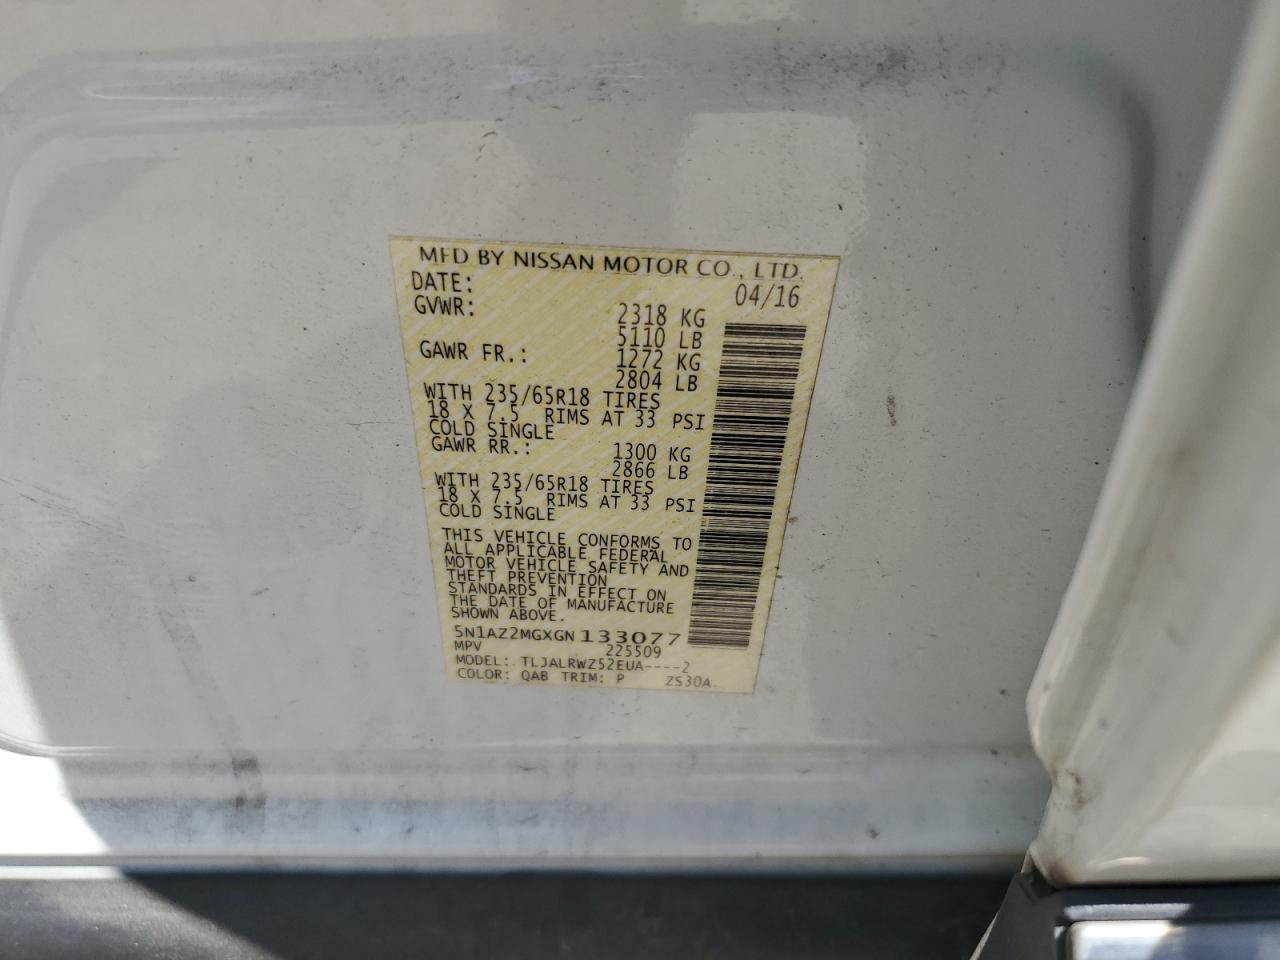 MFD BY NISSAN MOTOR CO., LTD.
DATE: 04/16
GVWR: 2318 KG
5110 LB
GAWR FR.: 1272 KG
2804 LB
WITH 235/65R18 TIRES
18 X 7.5 RIMS AT 33 PSI
COLD SINGLE
GAWR RR.: 1300 KG
2866 LB
WITH 235/65R18 TIRES
18 X 7.5 RIMS AT 33 PSI
COLD SINGLE
THIS VEHICLE CONFORMS TO
ALL APPLICABLE FEDERAL
MOTOR VEHICLE SAFETY AND
THEFT PREVENTION
STANDARDS IN EFFECT ON
THE DATE OF MANUFACTURE
SHOWN ABOVE.
5N1AZ2MGXGN133077
MPV 225509
MODEL: TLJALRWZ52EUA----2
COLOR: QAB TRIM: P ZS30A